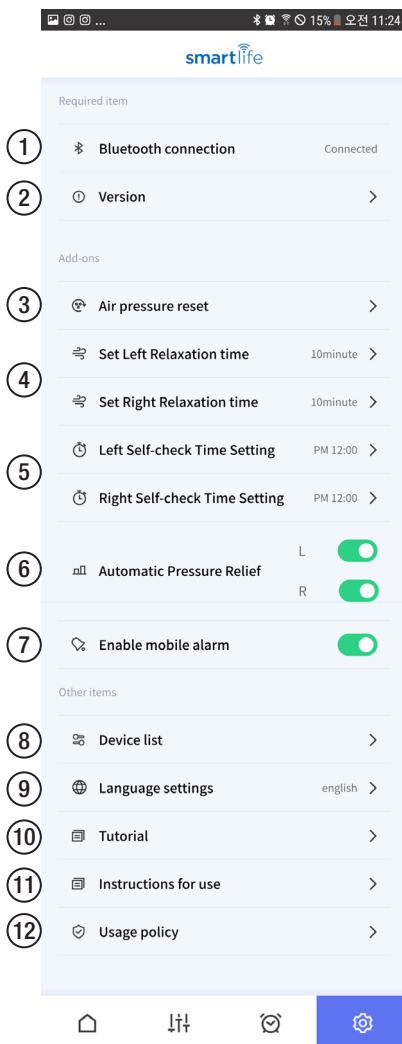 ... 15% 오전 11:24
smartlife
Required item
1 Bluetooth connection Connected
2 Version
Add-ons
3 Air pressure reset
4
Set Left Relaxation time 10minute
Set Right Relaxation time 10minute
5
Left Self-check Time Setting PM 12:00
Right Self-check Time Setting PM 12:00
L
6 Automatic Pressure Relief
R
7 Enable mobile alarm
Other items
8 Device list
9 Language settings english
10 Tutorial
11 Instructions for use
12 Usage policy